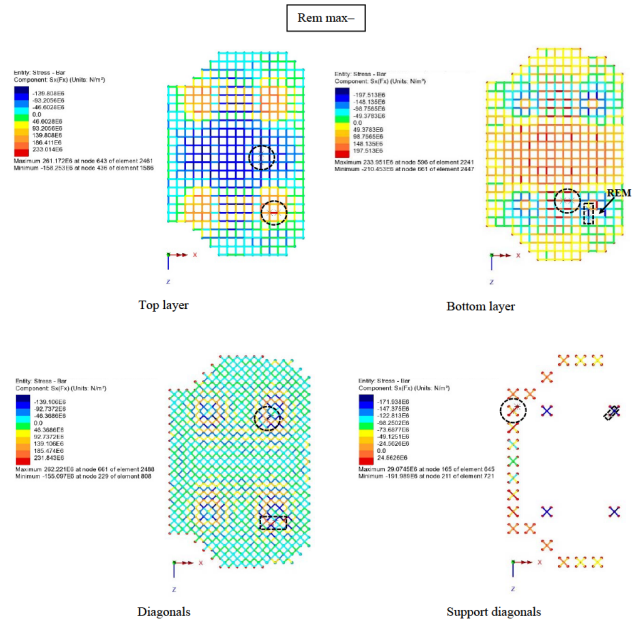 Rem max–
Entity: Stress - Bar
Component: Sx(Fx) (Units: N/m²)
-139.808E6
-93.2056E6
-46.6028E6
0.0
46.6028E6
93.2056E6
139.808E6
186.411E6
233.014E6
Maximum 261.172E6 at node 643 of element 2461
Minimum -158.253E6 at node 436 of element 1586
X
Z
Top layer
Entity: Stress - Bar
Component: Sx(Fx) (Units: N/m²)
-197.513E6
-148.135E6
-98.7565E6
-49.3783E6
0.0
49.3783E6
98.7565E6
148.135E6
197.513E6
Maximum 233.951E6 at node 596 of element 2241
Minimum -210.453E6 at node 661 of element 2447
REM
X
Z
Bottom layer
Entity: Stress - Bar
Component: Sx(Fx) (Units: N/m²)
-139.106E6
-92.7372E6
-46.3686E6
0.0
46.3686E6
92.7372E6
139.106E6
185.474E6
231.843E6
Maximum 262.221E6 at node 661 of element 2488
Minimum -155.097E6 at node 229 of element 808
X
Z
Diagonals
Entity: Stress - Bar
Component: Sx(Fx) (Units: N/m²)
-171.938E6
-147.375E6
-122.813E6
-98.2502E6
-73.6877E6
-49.1251E6
-24.5626E6
0.0
24.5626E6
Maximum 29.0745E6 at node 165 of element 645
Minimum -191.989E6 at node 211 of element 721
X
Z
Support diagonals